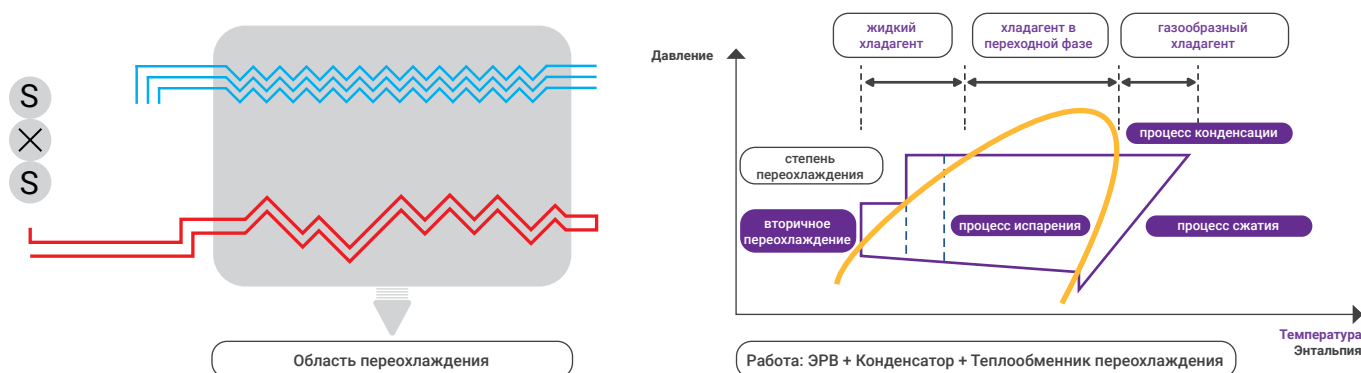 S
S
Область переохлаждения
Давление
жидкий
хладагент
хладагент в
переходной фазе
газообразный
хладагент
процесс конденсации
степень
переохлаждения
вторичное
переохлаждение
процесс испарения
процесс сжатия
Температура
Энтальпия
Работа: ЭРВ + Конденсатор + Теплообменник переохлаждения